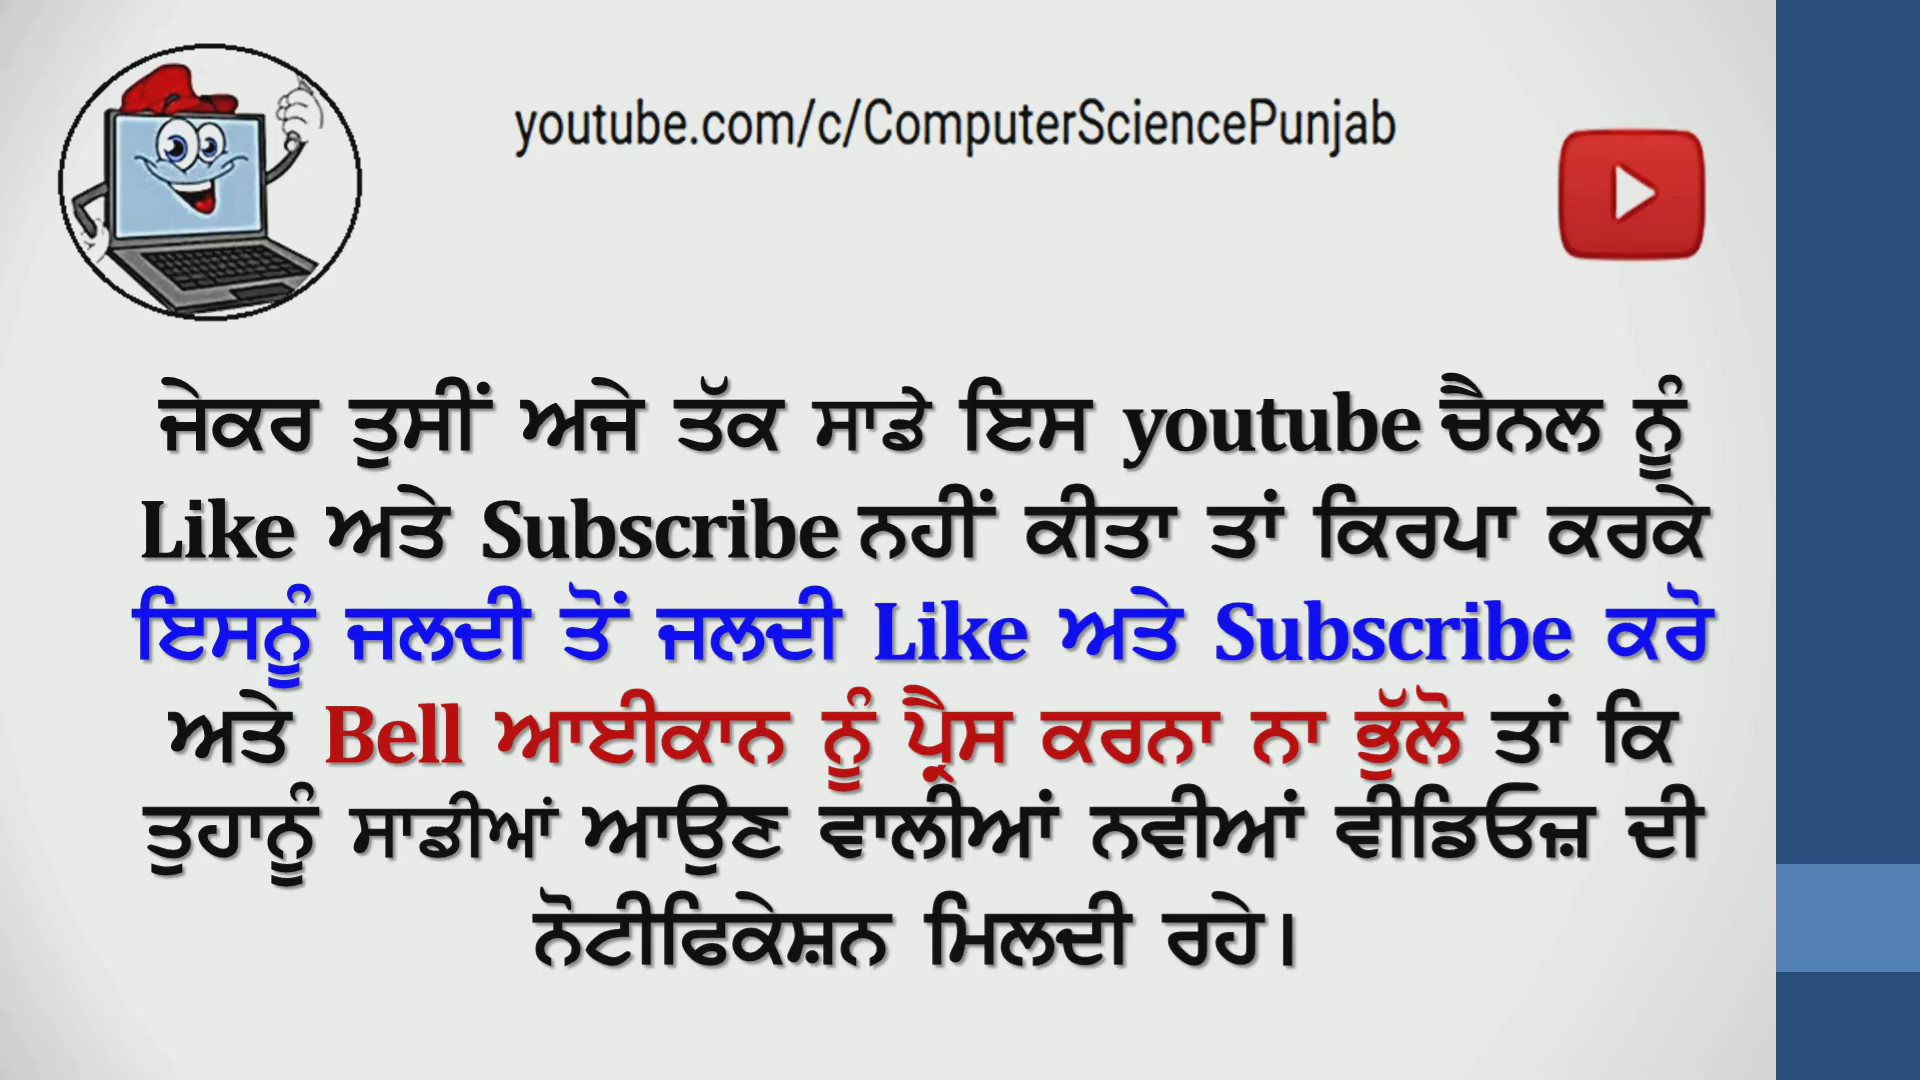 youtube.com/c/ComputerSciencePunjab
ਜੇਕਰ ਤੁਸੀਂ ਅਜੇ ਤੱਕ ਸਾਡੇ ਇਸ youtube ਚੈਨਲ ਨੂੰ
Like ਅਤੇ Subscribe ਨਹੀਂ ਕੀਤਾ ਤਾਂ ਕਿਰਪਾ ਕਰਕੇ
ਇਸਨੂੰ ਜਲਦੀ ਤੋਂ ਜਲਦੀ Like ਅਤੇ Subscribe ਕਰੋ
ਅਤੇ Bell ਆਈਕਾਨ ਨੂੰ ਪ੍ਰੈਸ ਕਰਨਾ ਨਾ ਭੁੱਲੋ ਤਾਂ ਕਿ
ਤੁਹਾਨੂੰ ਸਾਡੀਆਂ ਆਉਣ ਵਾਲੀਆਂ ਨਵੀਆਂ ਵੀਡਿਓਜ਼ ਦੀ
ਨੋਟੀਫਿਕੇਸ਼ਨ ਮਿਲਦੀ ਰਹੇ।